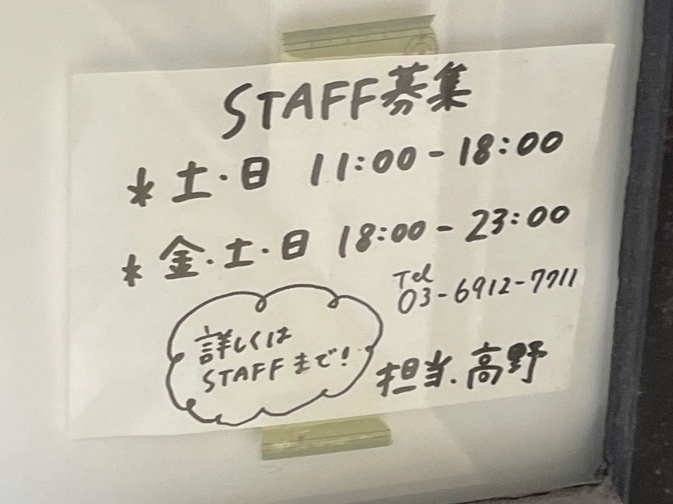 STAFF募集
* 土・日 11:00-18:00
* 金・土・日 18:00-23:00
Tel
03-6912-7711
詳しくは
STAFFまで!
担当.高野